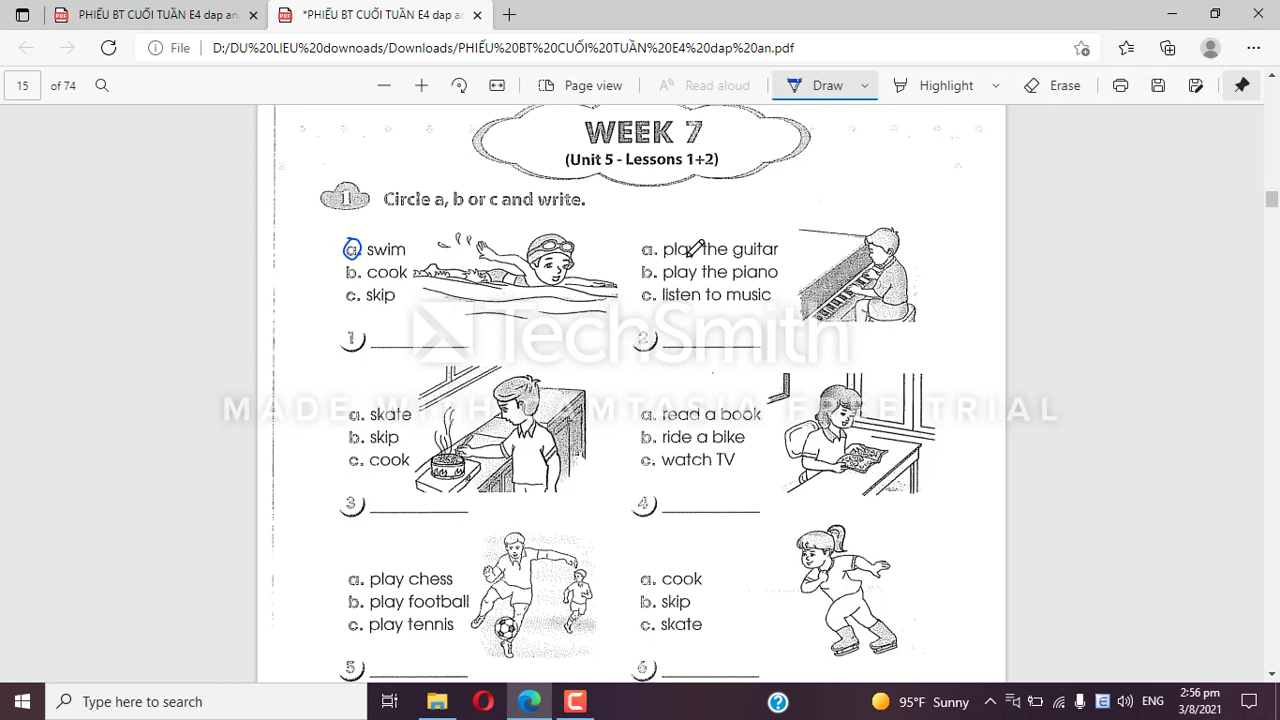 PHIẾU BT CUỐI TUẦN E4 dap an
*PHIẾU BT CUỐI TUẦN E4 dap ar
File
D:/DU%20LIEU%20downoads/Downloads/PHIẾU%20BT%20CUỐI%20TUẦN%20E4%20dap%20an.pdf
15 of 74
Page view
Read aloud
Draw
Highlight
Erase
WEEK 7
(Unit 5 - Lessons 1+2)
1 Circle a, b or c and write.
a. swim
b. cook
c. skip
1
a. play the guitar
b. play the piano
c. listen to music
2
TechSmith
MADE WITH CAMTASIA FREE TRIAL
a. skate
b. skip
c. cook
3
a. read a book
b. ride a bike
c. watch TV
4
a. play chess
b. play football
c. play tennis
5
a. cook
b. skip
c. skate
6
Type here to search
95°F Sunny
ENG
2:56 pm
3/8/2021